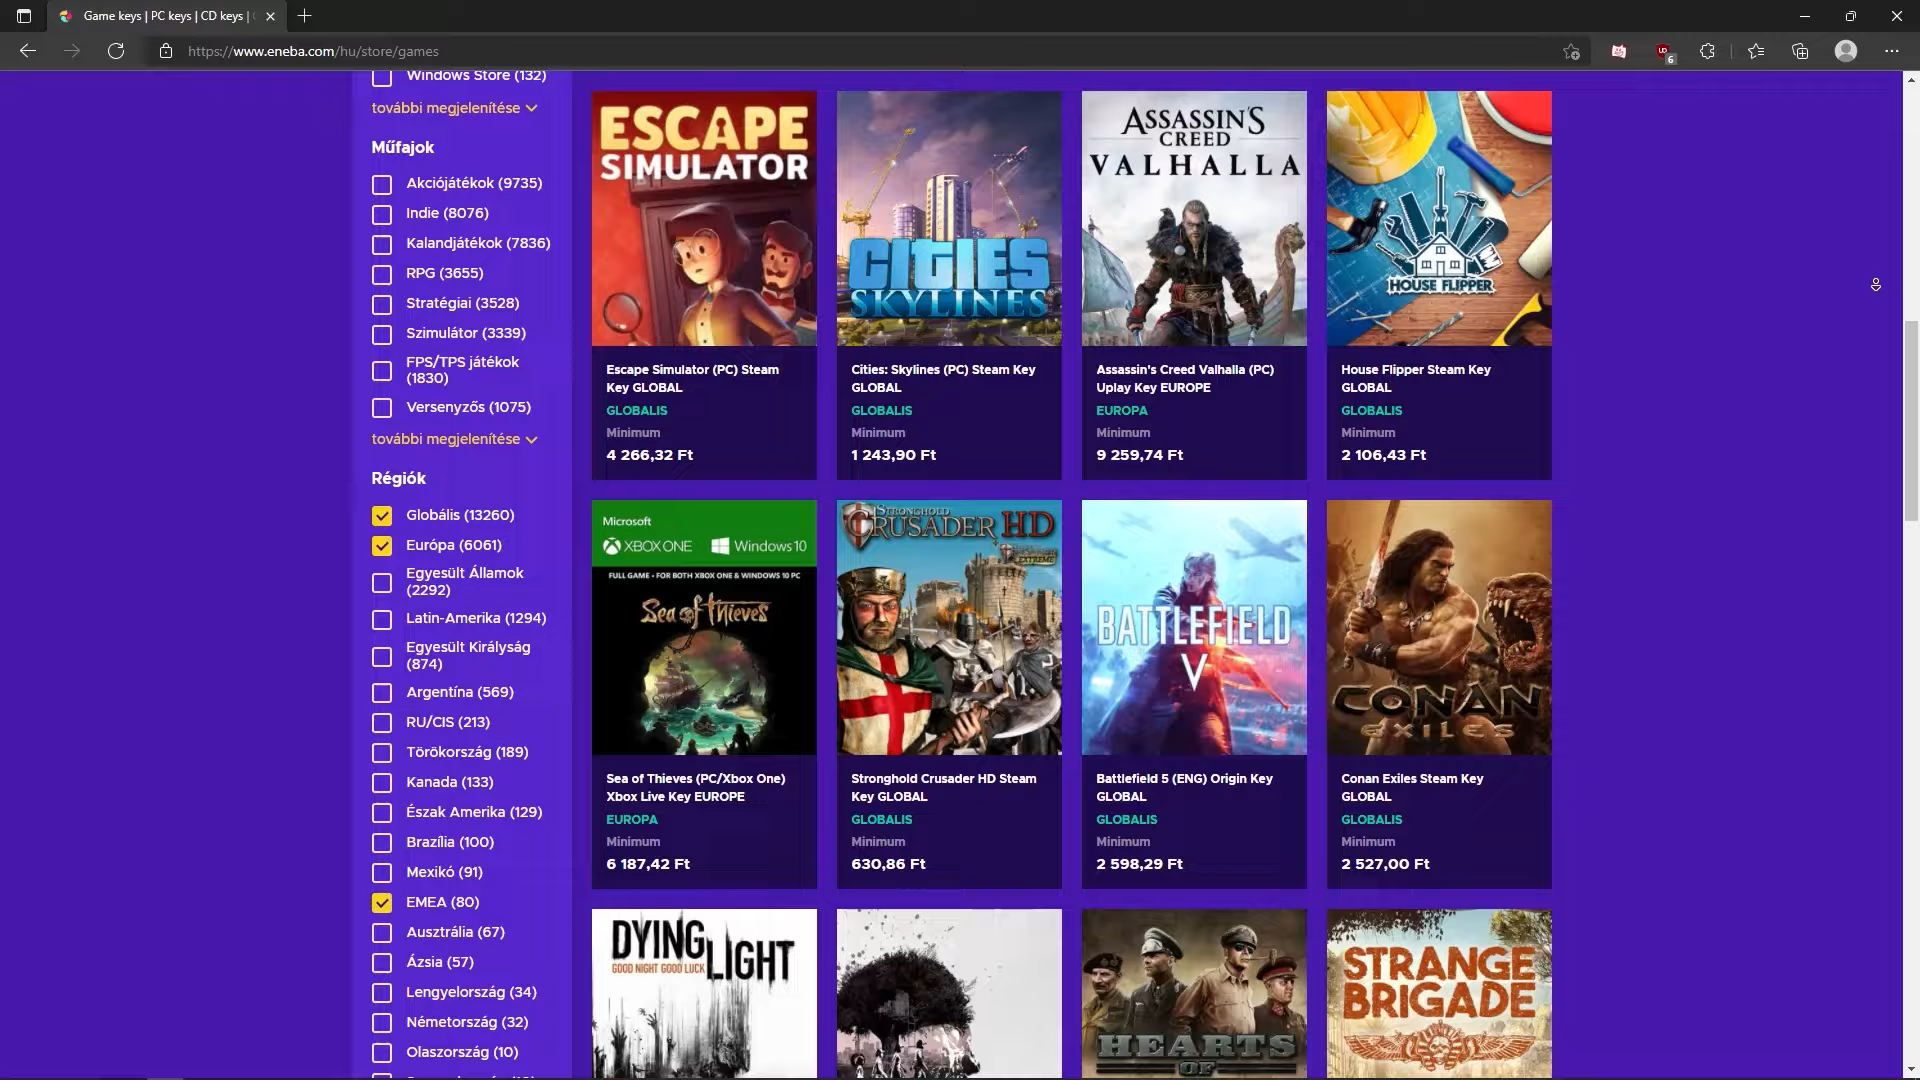 Game keys | PC keys | CD keys |
https://www.eneba.com/hu/store/games
6
Windows Store (132)
további megjelenítése
Műfajok
Akciójátékok (9735)
Indie (8076)
Kalandjátékok (7836)
RPG (3655)
Stratégiai (3528)
Szimulátor (3339)
FPS/TPS játékok
(1830)
Versenyzős (1075)
további megjelenítése
Régiók
Globális (13260)
Európa (6061)
Egyesült Államok
(2292)
Latin-Amerika (1294)
Egyesült Királyság
(874)
Argentína (569)
RU/CIS (213)
Törökország (189)
Kanada (133)
Észak Amerika (129)
Brazília (100)
Mexikó (91)
EMEA (80)
Ausztrália (67)
Ázsia (57)
Lengyelország (34)
Németország (32)
Olaszország (10)
ESCAPE
SIMULATOR
Escape Simulator (PC) Steam
Key GLOBAL
GLOBALIS
Minimum
4 266,32 Ft
CITIES
SKYLINES
Cities: Skylines (PC) Steam Key
GLOBAL
GLOBALIS
Minimum
1 243,90 Ft
ASSASSIN'S
CREED
VALHALLA
Assassin's Creed Valhalla (PC)
Uplay Key EUROPE
EUROPA
Minimum
9 259,74 Ft
HOUSE FLIPPER
House Flipper Steam Key
GLOBAL
GLOBALIS
Minimum
2 106,43 Ft
Microsoft
XBOX ONE Windows 10
FULL GAME • FOR BOTH XBOX ONE & WINDOWS 10 PC
Sea of Thieves
Sea of Thieves (PC/Xbox One)
Xbox Live Key EUROPE
EUROPA
Minimum
6 187,42 Ft
STRONGHOLD
CRUSADER HD
EXTREME
Stronghold Crusader HD Steam
Key GLOBAL
GLOBALIS
Minimum
630,86 Ft
BATTLEFIELD
V
Battlefield 5 (ENG) Origin Key
GLOBAL
GLOBALIS
Minimum
2 598,29 Ft
CONAN
EXILES
Conan Exiles Steam Key
GLOBAL
GLOBALIS
Minimum
2 527,00 Ft
DYING LIGHT
GOOD NIGHT GOOD LUCK
HEARTS
OF
STRANGE
BRIGADE